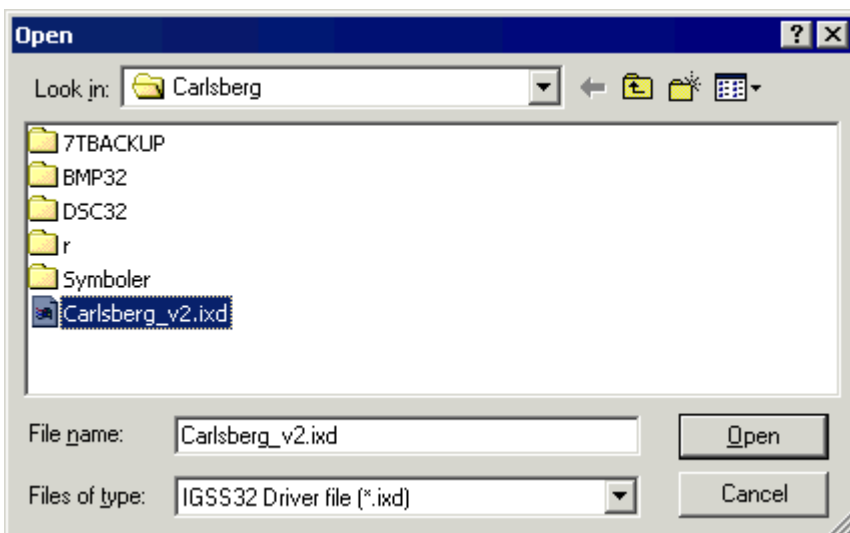 Open
Look in: Carlsberg
7TBACKUP
BMP32
DSC32
r
Symboler
Carlsberg_v2.ixd
File name: Carlsberg_v2.ixd Open
Files of type: IGSS32 Driver file (*.ixd) Cancel